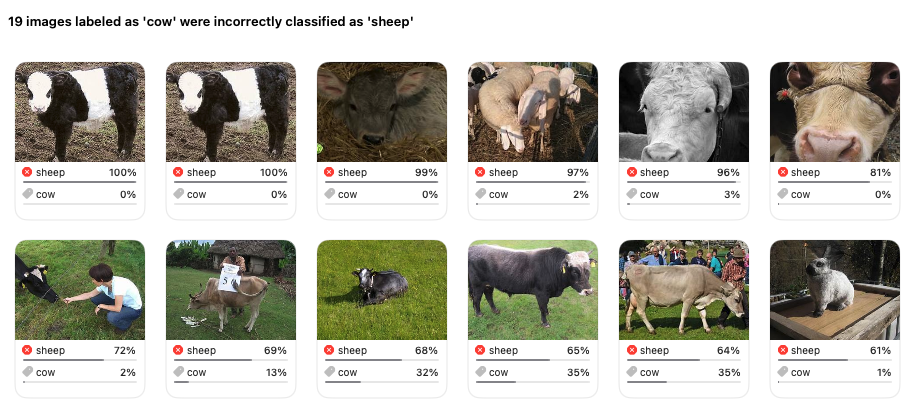 19 images labeled as 'cow' were incorrectly classified as 'sheep'
sheep 100%
cow 0%
sheep 100%
cow 0%
sheep 99%
cow 0%
sheep 97%
cow 2%
sheep 96%
cow 3%
sheep 81%
cow 0%
sheep 72%
cow 2%
sheep 69%
cow 13%
sheep 68%
cow 32%
sheep 65%
cow 35%
sheep 64%
cow 35%
sheep 61%
cow 1%